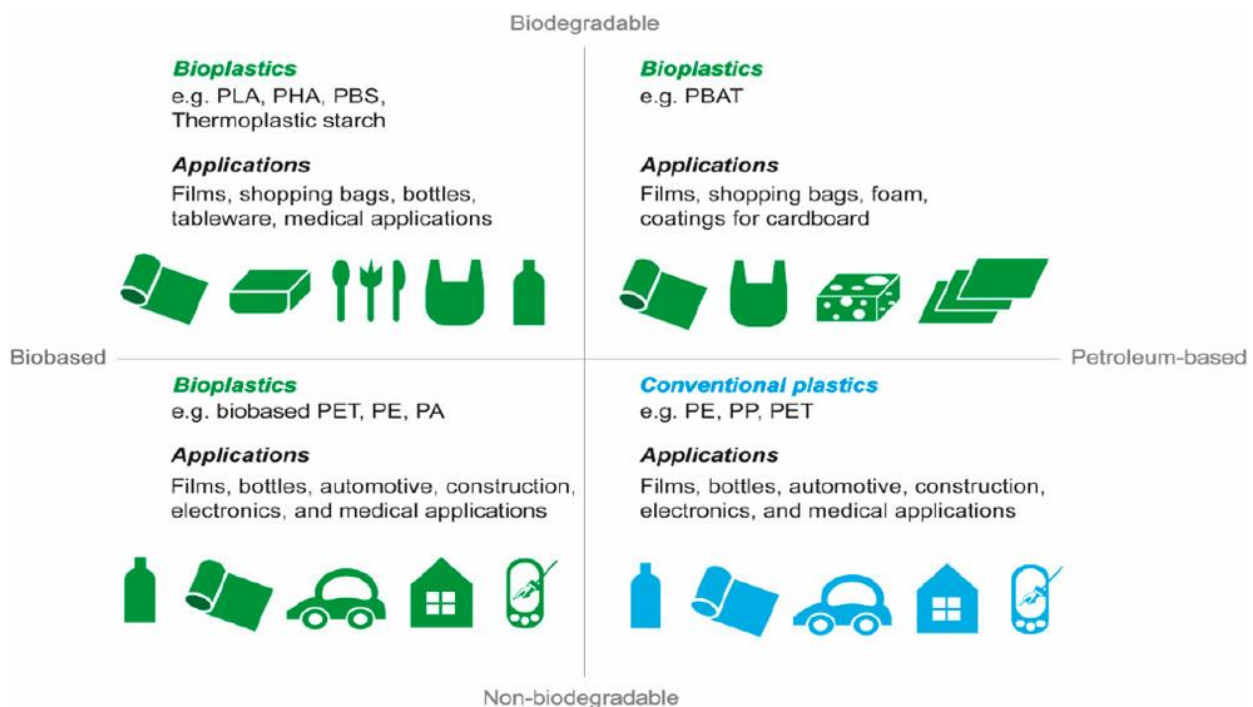 Biodegradable
Bioplastics
e.g. PLA, PHA, PBS,
Thermoplastic starch
Applications
Films, shopping bags, bottles,
tableware, medical applications
Bioplastics
e.g. PBAT
Applications
Films, shopping bags, foam,
coatings for cardboard
Biobased
Petroleum-based
Bioplastics
e.g. biobased PET, PE, PA
Applications
Films, bottles, automotive, construction,
electronics, and medical applications
Conventional plastics
e.g. PE, PP, PET
Applications
Films, bottles, automotive, construction,
electronics, and medical applications
Non-biodegradable